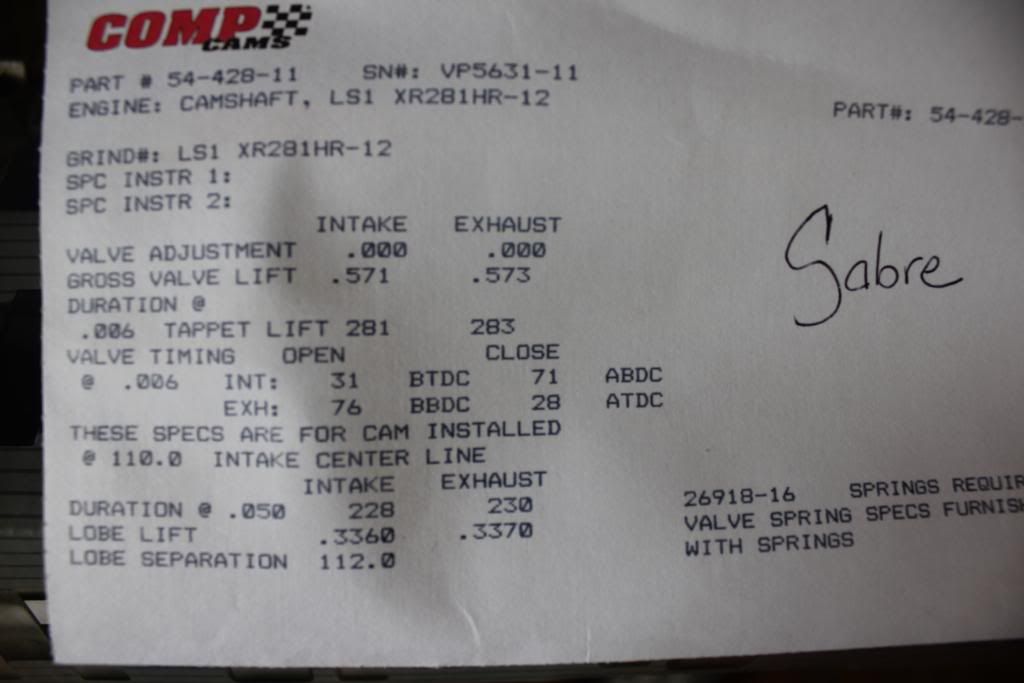 COMP
CAMS
PART # 54-428-11 SN#: VP5631-11
ENGINE: CAMSHAFT, LS1 XR281HR-12
PART#: 54-428-
GRIND#: LS1 XR281HR-12
SPC INSTR 1:
SPC INSTR 2:
INTAKE EXHAUST
VALVE ADJUSTMENT .000 .000
GROSS VALVE LIFT .571 .573
Sabre
DURATION @
.006 TAPPET LIFT 281 283
VALVE TIMING OPEN CLOSE
@ .006 INT: 31 BTDC 71 ABDC
EXH: 76 BBDC 28 ATDC
THESE SPECS ARE FOR CAM INSTALLED
@ 110.0 INTAKE CENTER LINE
INTAKE EXHAUST
DURATION @ .050 228 230
LOBE LIFT .3360 .3370
LOBE SEPARATION 112.0
26918-16 SPRINGS REQUIR
VALVE SPRING SPECS FURNISH
WITH SPRINGS